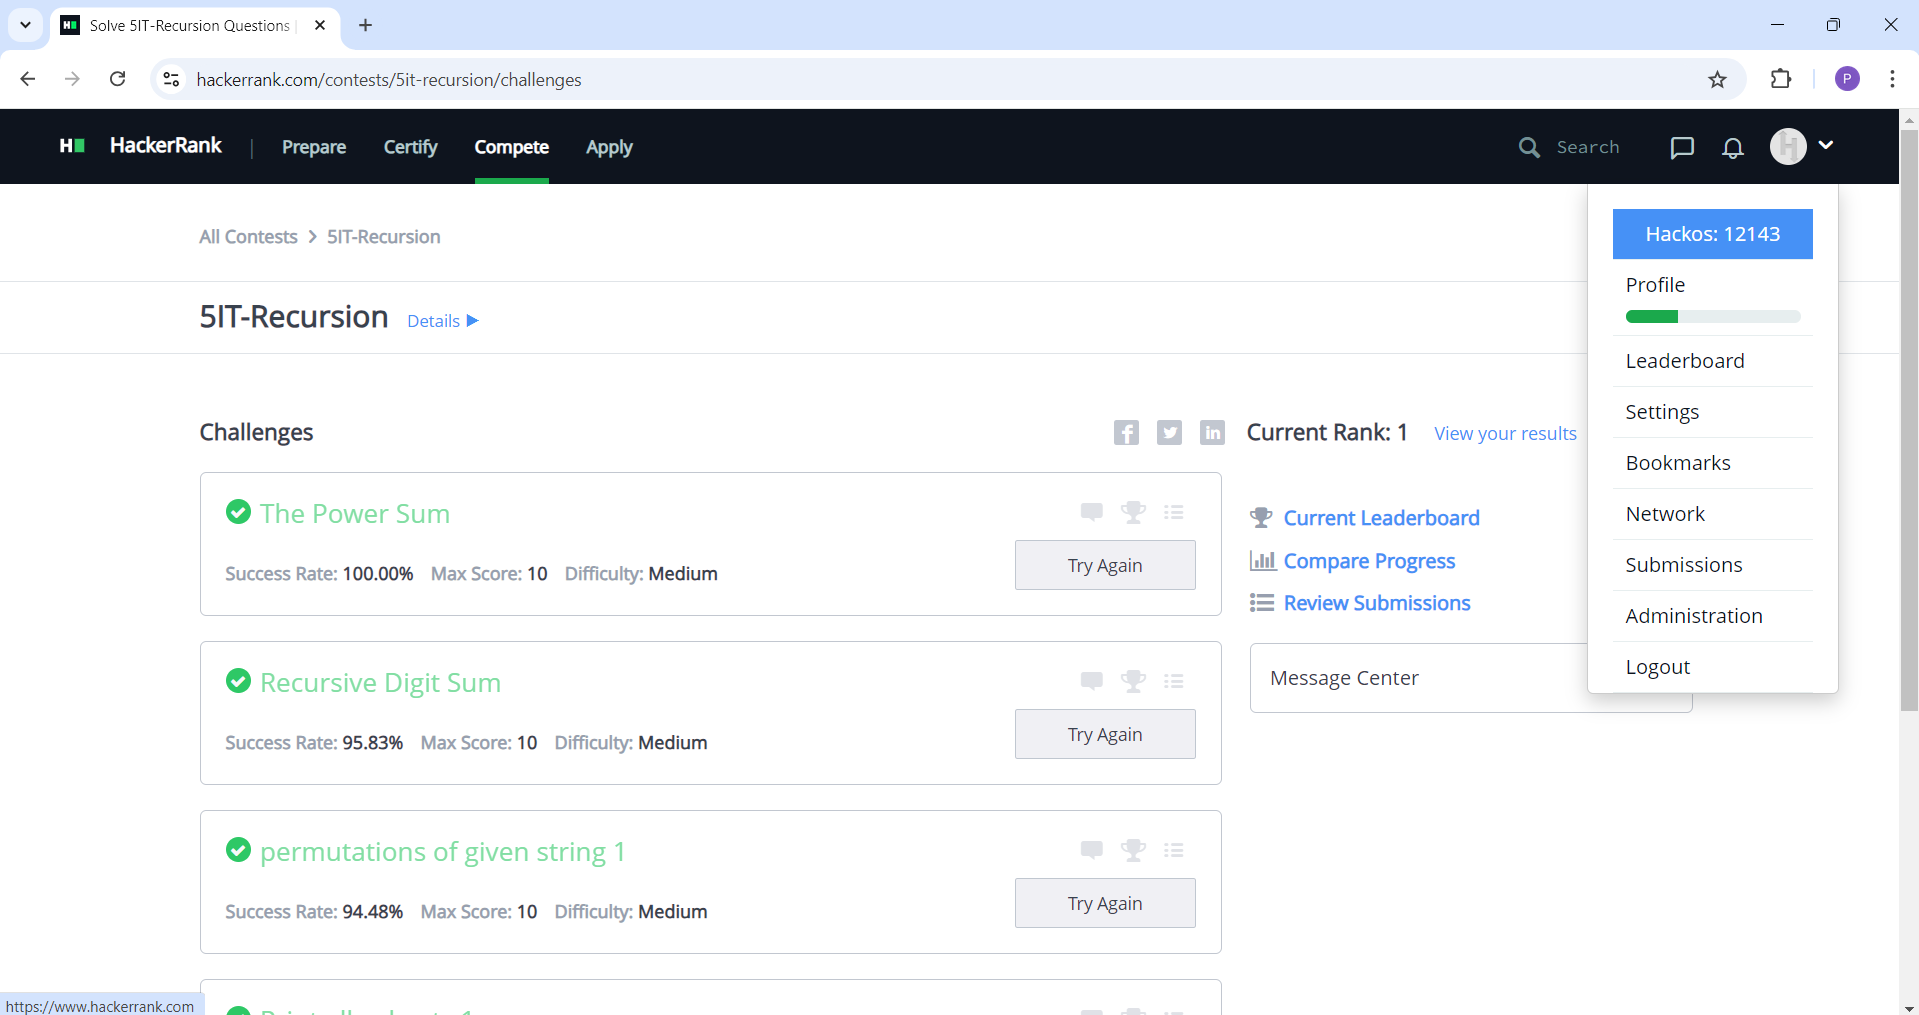 Solve 5IT-Recursion Questions
hackerrank.com/contests/5it-recursion/challenges
P
H
HackerRank | Prepare Certify Compete Apply
Search
Hackos: 12143
Profile
Leaderboard
Settings
Bookmarks
Network
Submissions
Administration
Logout
All Contests > 5IT-Recursion
5IT-Recursion Details
Challenges
The Power Sum
Success Rate: 100.00% Max Score: 10 Difficulty: Medium
Try Again
Recursive Digit Sum
Success Rate: 95.83% Max Score: 10 Difficulty: Medium
Try Again
permutations of given string 1
Success Rate: 94.48% Max Score: 10 Difficulty: Medium
Try Again
Current Rank: 1 View your results
Current Leaderboard
Compare Progress
Review Submissions
Message Center
https://www.hackerrank.com